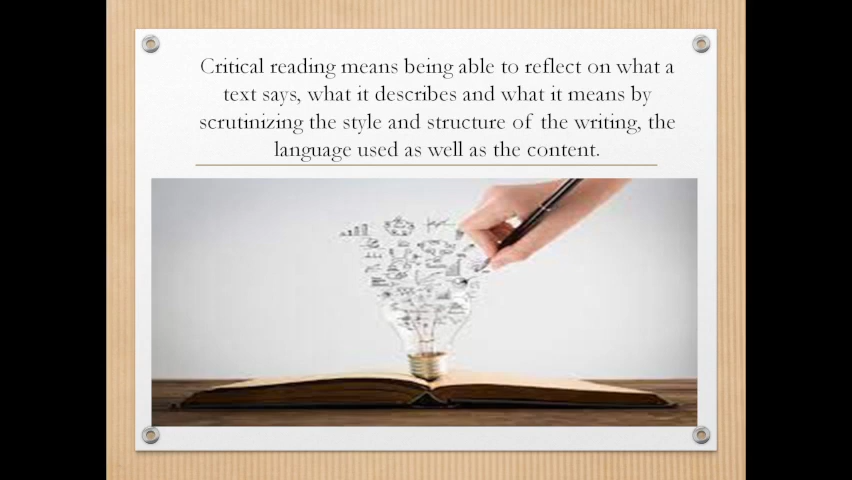 Critical reading means being able to reflect on what a
text says, what it describes and what it means by
scrutinizing the style and structure of the writing, the
language used as well as the content.